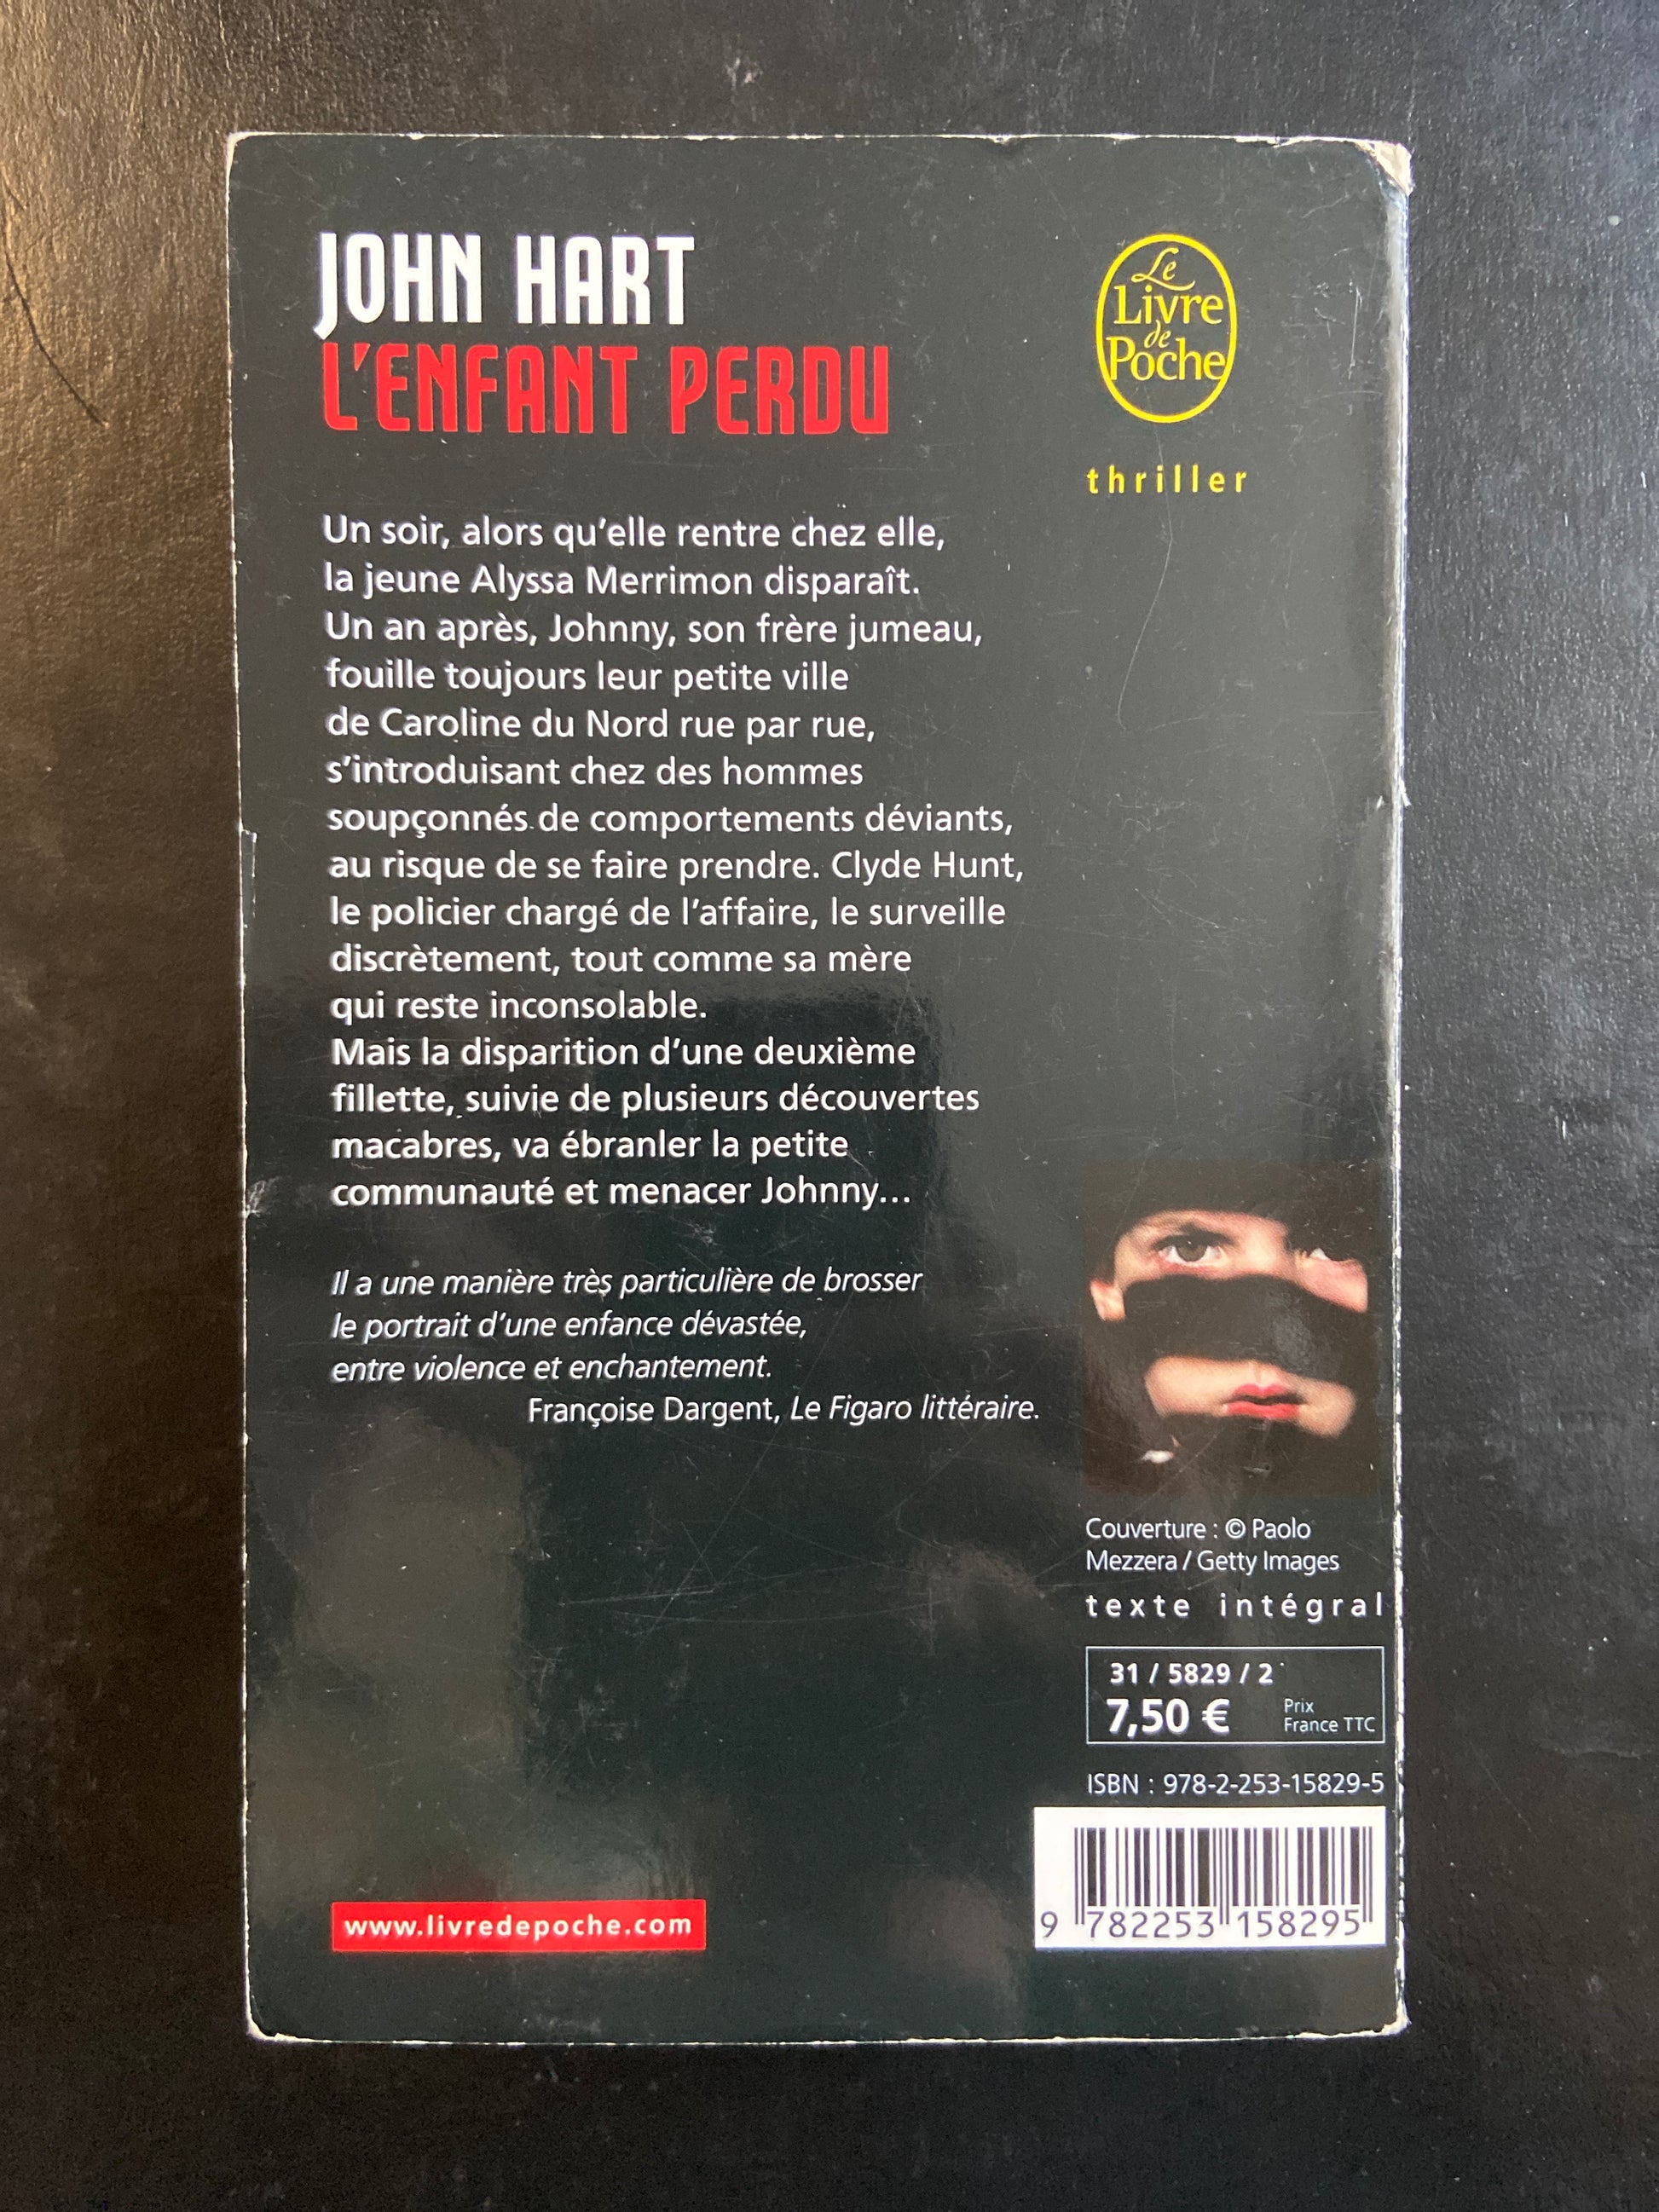 JOHN HART
L'ENFANT PERDU
Le
Livre
de
Poche
thriller
Un soir, alors qu'elle rentre chez elle,
la jeune Alyssa Merrimon disparaît.
Un an après, Johnny, son frère jumeau,
fouille toujours leur petite ville
de Caroline du Nord rue par rue,
s'introduisant chez des hommes
soupçonnés de comportements déviants,
au risque de se faire prendre. Clyde Hunt,
le policier chargé de l'affaire, le surveille
discrètement, tout comme sa mère
qui reste inconsolable.
Mais la disparition d'une deuxième
fillette, suivie de plusieurs découvertes
macabres, va ébranler la petite
communauté et menacer Johnny...
Il a une manière très particulière de brosser
le portrait d'une enfance dévastée,
entre violence et enchantement.
Françoise Dargent, Le Figaro littéraire.
Couverture : © Paolo
Mezzera / Getty Images
texte intégral
31 / 5829 / 2
7,50 € Prix
France TTC
ISBN : 978-2-253-15829-5
9 782253 158295
www.livredepoche.com